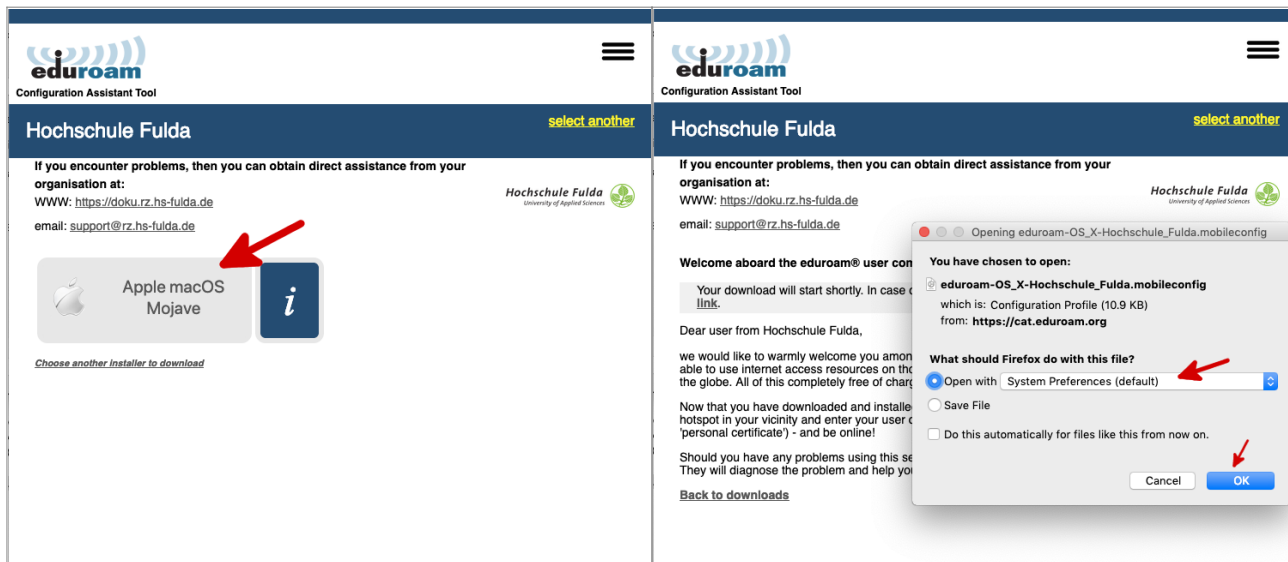 eduroam
Configuration Assistant Tool
Hochschule Fulda
select another
If you encounter problems, then you can obtain direct assistance from your
organisation at:
WWW: https://doku.rz.hs-fulda.de
email: support@rz.hs-fulda.de
Hochschule Fulda
University of Applied Sciences
Apple macOS
Mojave
i
Choose another installer to download
eduroam
Configuration Assistant Tool
Hochschule Fulda
select another
If you encounter problems, then you can obtain direct assistance from your
organisation at:
WWW: https://doku.rz.hs-fulda.de
email: support@rz.hs-fulda.de
Hochschule Fulda
University of Applied Sciences
Welcome aboard the eduroam® user con
Your download will start shortly. In case
link.
Dear user from Hochschule Fulda,
we would like to warmly welcome you amon
able to use internet access resources on tho
the globe. All of this completely free of char
Now that you have downloaded and installe
hotspot in your vicinity and enter your user
'personal certificate') - and be online!
Should you have any problems using this se
They will diagnose the problem and help you
Back to downloads
Opening eduroam-OS_X-Hochschule_Fulda.mobileconfig
You have chosen to open:
eduroam-OS_X-Hochschule_Fulda.mobileconfig
which is: Configuration Profile (10.9 KB)
from: https://cat.eduroam.org
What should Firefox do with this file?
Open with System Preferences (default)
Save File
Do this automatically for files like this from now on.
Cancel
OK